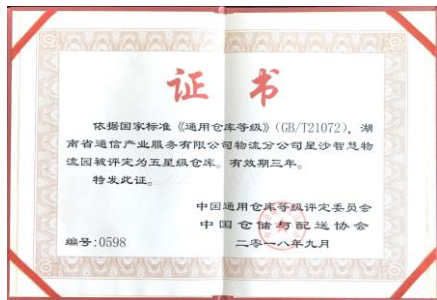 证书
依据国家标准《通用仓库等级》（GB/T21072），湖
南省通信产业服务有限公司物流分公司星沙智慧物
流园被评定为五星级仓库。有效期三年。
特发此证。
中国通用仓库等级评定委员会
中国仓储与配送协会
编号:0598
二零一八年九月